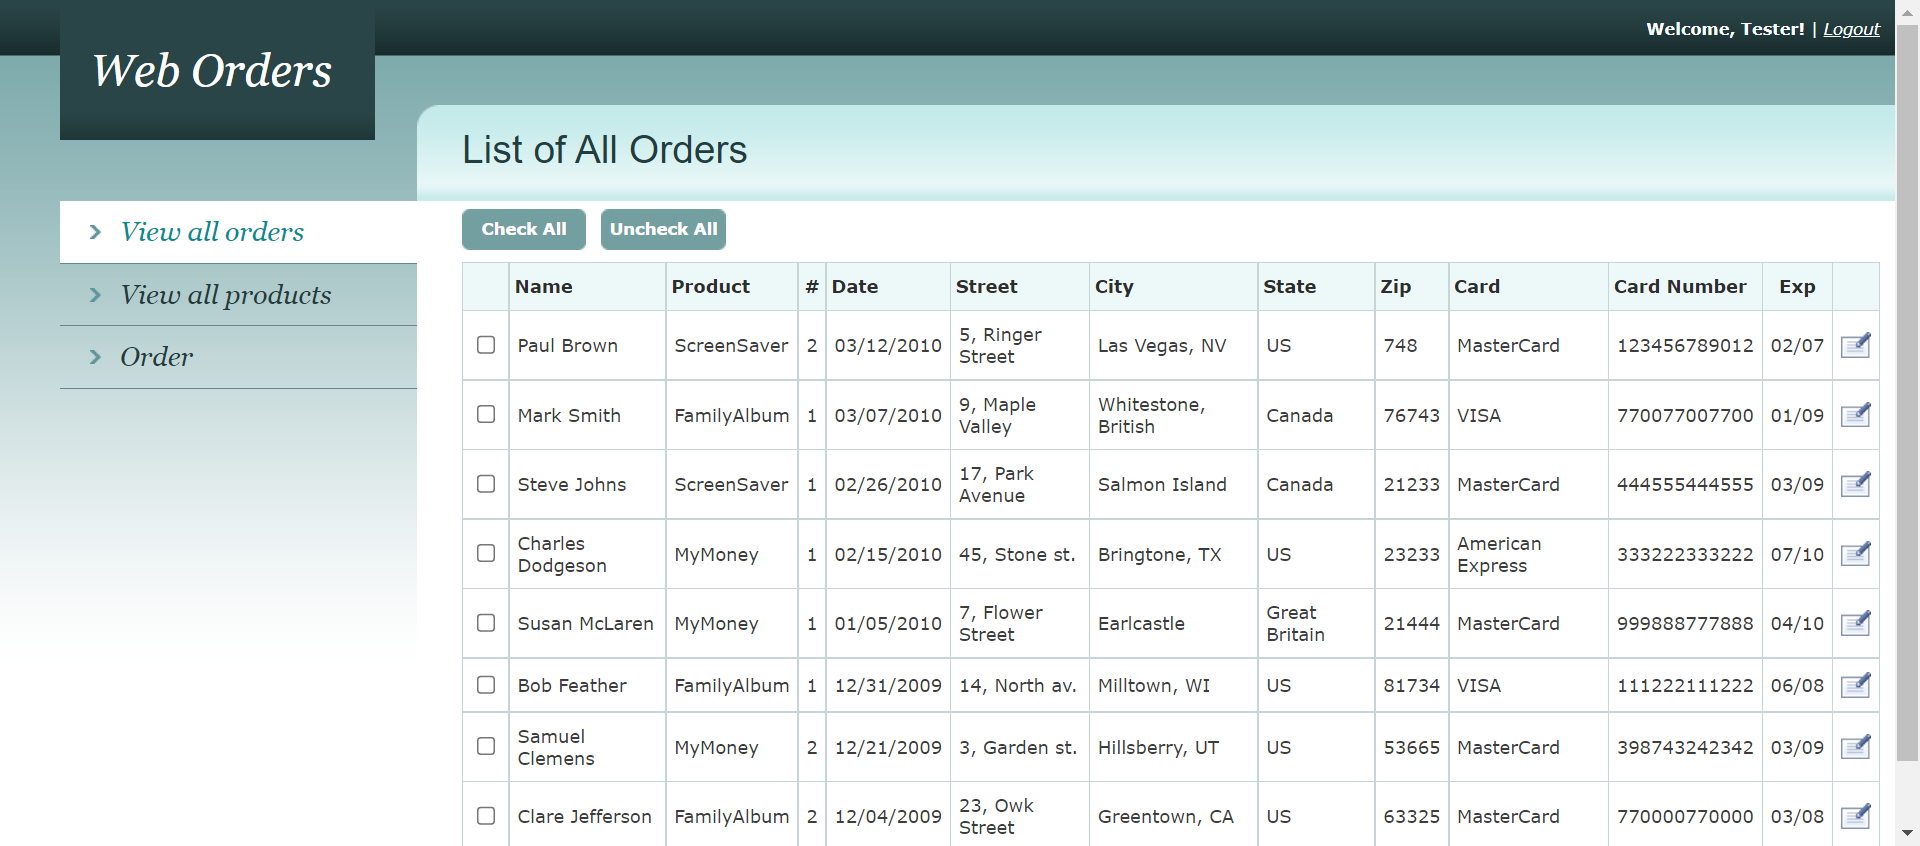 Welcome, Tester! | Logout
Web Orders
List of All Orders
View all orders
View all products
Order
Check All Uncheck All
Name Product # Date Street City State Zip Card Card Number Exp
Paul Brown ScreenSaver 2 03/12/2010 5, Ringer Street Las Vegas, NV US 748 MasterCard 123456789012 02/07
Mark Smith FamilyAlbum 1 03/07/2010 9, Maple Valley Whitestone, British Canada 76743 VISA 770077007700 01/09
Steve Johns ScreenSaver 1 02/26/2010 17, Park Avenue Salmon Island Canada 21233 MasterCard 444555444555 03/09
Charles Dodgeson MyMoney 1 02/15/2010 45, Stone st. Bringtone, TX US 23233 American Express 333222333222 07/10
Susan McLaren MyMoney 1 01/05/2010 7, Flower Street Earlcastle Great Britain 21444 MasterCard 999888777888 04/10
Bob Feather FamilyAlbum 1 12/31/2009 14, North av. Milltown, WI US 81734 VISA 111222111222 06/08
Samuel Clemens MyMoney 2 12/21/2009 3, Garden st. Hillsberry, UT US 53665 MasterCard 398743242342 03/09
Clare Jefferson FamilyAlbum 2 12/04/2009 23, Owk Street Greentown, CA US 63325 MasterCard 770000770000 03/08